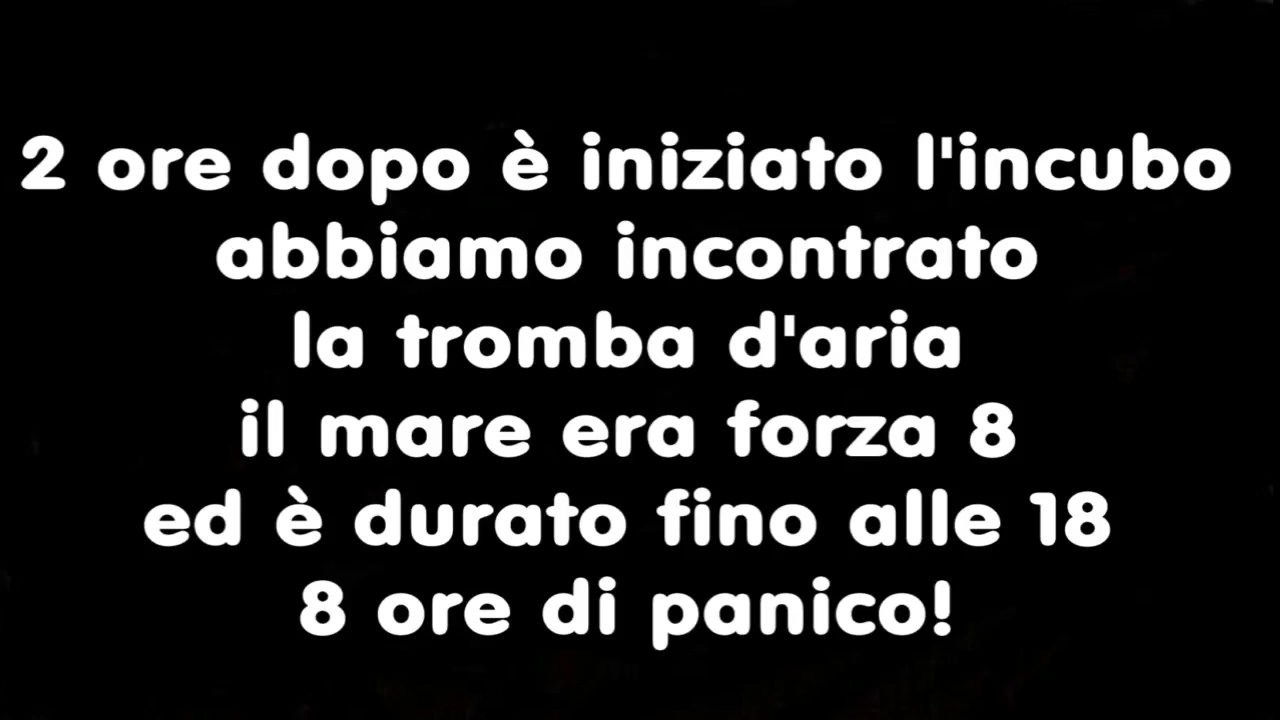 2 ore dopo è iniziato l'incubo
abbiamo incontrato
la tromba d'aria
il mare era forza 8
ed è durato fino alle 18
8 ore di panico!